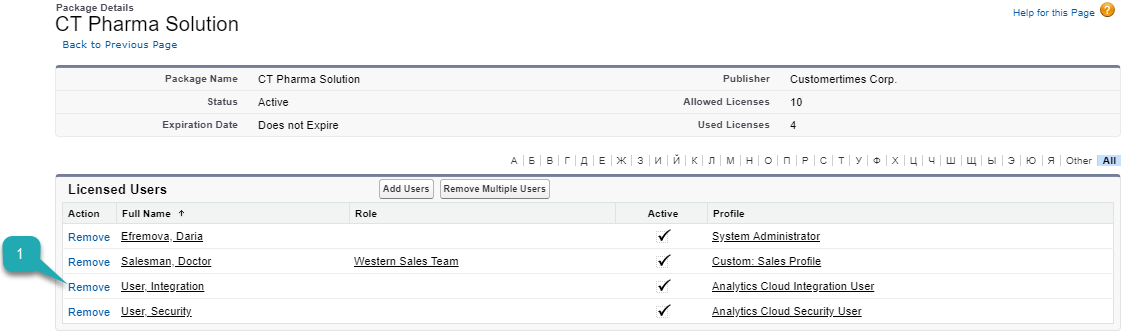 Package Details
CT Pharma Solution
Help for this Page ?
Back to Previous Page
Package Name CT Pharma Solution Publisher Customertimes Corp.
Status Active Allowed Licenses 10
Expiration Date Does not Expire Used Licenses 4
А | Б | В | Г | Д | Е | Ж | З | И | Й | К | Л | М | Н | О | П | Р | С | Т | У | Ф | Х | Ц | Ч | Ш | Щ | Ы | Э | Ю | Я | Other | All
Licensed Users Add Users Remove Multiple Users
Action Full Name ↑ Role Active Profile
Remove Efremova, Daria System Administrator
Remove Salesman, Doctor Western Sales Team Custom: Sales Profile
1
Remove User, Integration Analytics Cloud Integration User
Remove User, Security Analytics Cloud Security User